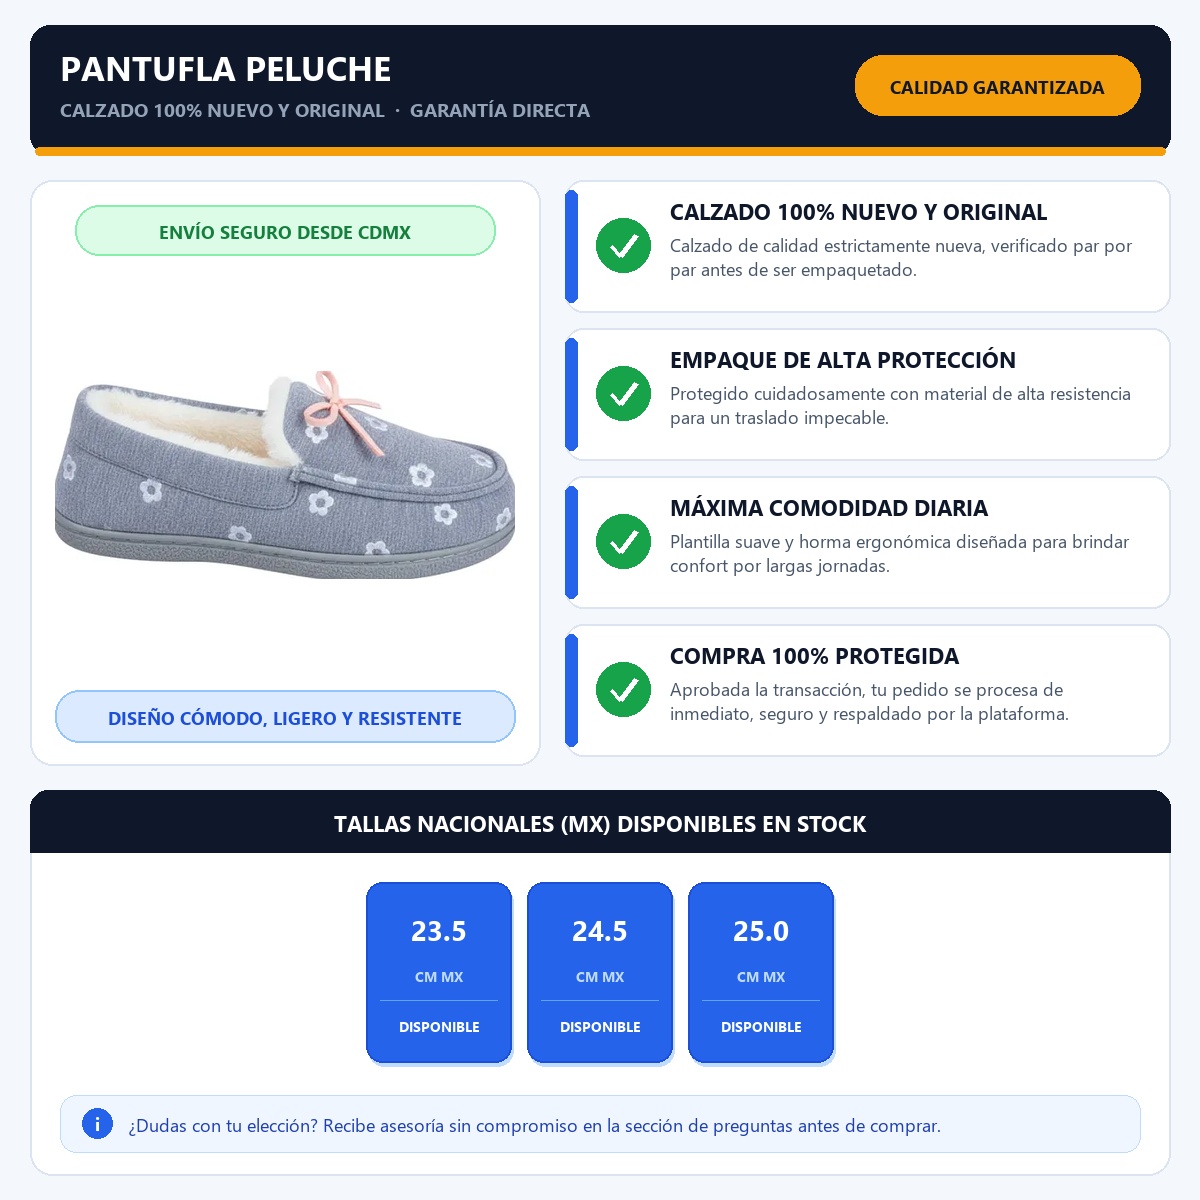 PANTUFLA PELUCHE
CALZADO 100% NUEVO Y ORIGINAL · GARANTÍA DIRECTA
CALIDAD GARANTIZADA
ENVÍO SEGURO DESDE CDMX
DISEÑO CÓMODO, LIGERO Y RESISTENTE
CALZADO 100% NUEVO Y ORIGINAL
Calzado de calidad estrictamente nueva, verificado par por
par antes de ser empaquetado.
EMPAQUE DE ALTA PROTECCIÓN
Protegido cuidadosamente con material de alta resistencia
para un traslado impecable.
MÁXIMA COMODIDAD DIARIA
Plantilla suave y horma ergonómica diseñada para brindar
confort por largas jornadas.
COMPRA 100% PROTEGIDA
Aprobada la transacción, tu pedido se procesa de
inmediato, seguro y respaldado por la plataforma.
TALLAS NACIONALES (MX) DISPONIBLES EN STOCK
23.5
CM MX
DISPONIBLE
24.5
CM MX
DISPONIBLE
25.0
CM MX
DISPONIBLE
¿Dudas con tu elección? Recibe asesoría sin compromiso en la sección de preguntas antes de comprar.